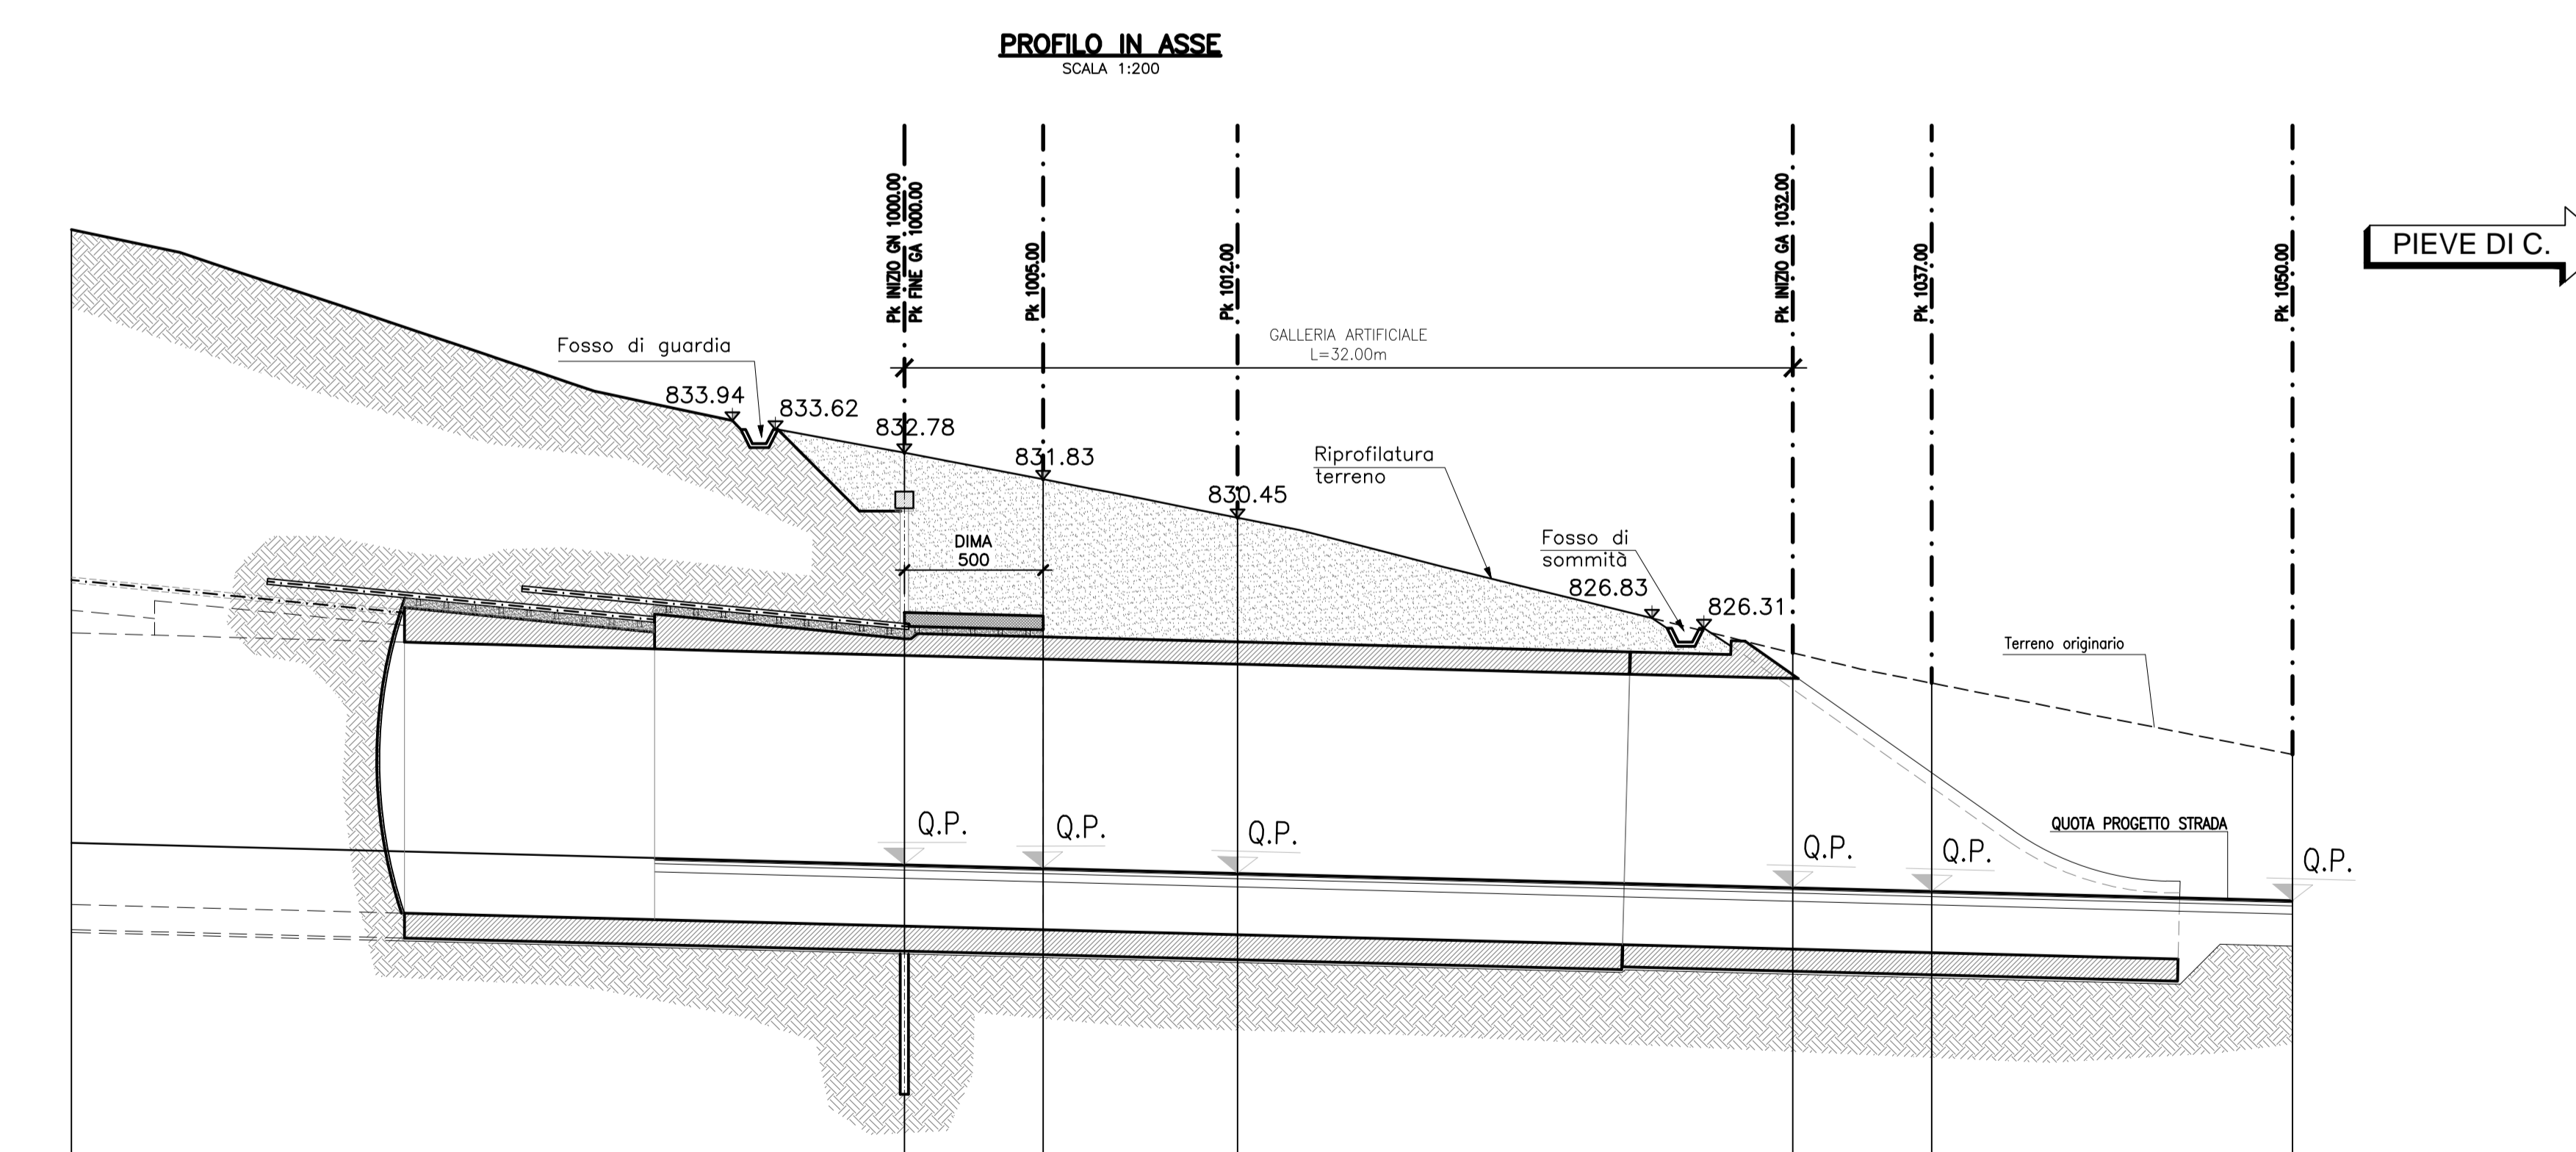 PROFILO IN ASSE
SCALA 1:200
Pk INIZIO GN 1000.00
Pk FINE GA 1000.00
Pk 1005.00
Pk 1012.00
Pk INIZIO GA 1032.00
Pk 1037.00
Pk 1050.00
PIEVE DI C.
GALLERIA ARTIFICIALE
L=32.00m
Fosso di guardia
833.94
833.62
832.78
831.83
830.45
Riprofilatura
terreno
DIMA
500
Fosso di
sommità
826.83
826.31
Terreno originario
QUOTA PROGETTO STRADA
Q.P.
Q.P.
Q.P.
Q.P.
Q.P.
Q.P.